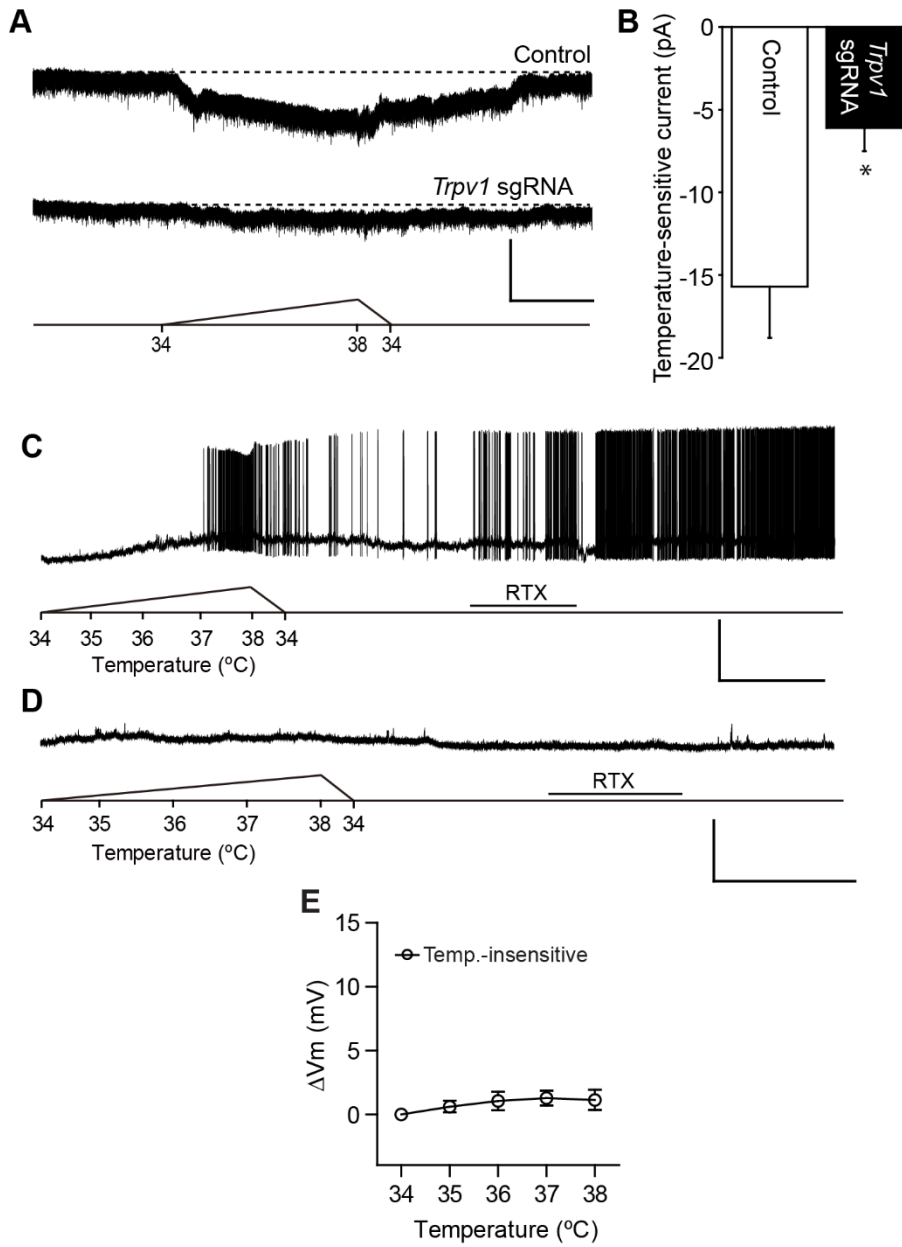 A
Control
Trpv1 sgRNA
34 38 34
B
Temperature-sensitive current (pA)
0
-5
-10
-15
-20
Control
Trpv1
sgRNA
*
C
RTX
34 35 36 37 38 34
Temperature (ºC)
D
RTX
34 35 36 37 38 34
Temperature (ºC)
E
ΔVm (mV)
15
10
5
0
Temp.-insensitive
34 35 36 37 38
Temperature (ºC)